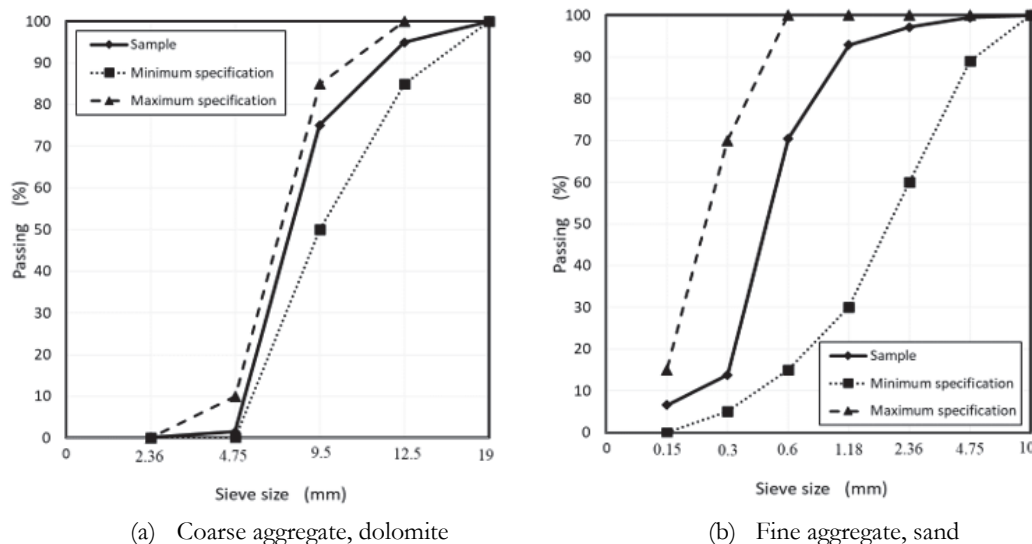 100
90
80
70
60
50
40
30
20
10
0
Passing (%)
Sample
Minimum specification
Maximum specification
0 2.36 4.75 9.5 12.5 19
Sieve size (mm)
(a) Coarse aggregate, dolomite
100
90
80
70
60
50
40
30
20
10
0
Passing (%)
Sample
Minimum specification
Maximum specification
0 0.15 0.3 0.6 1.18 2.36 4.75 10
Sieve size (mm)
(b) Fine aggregate, sand